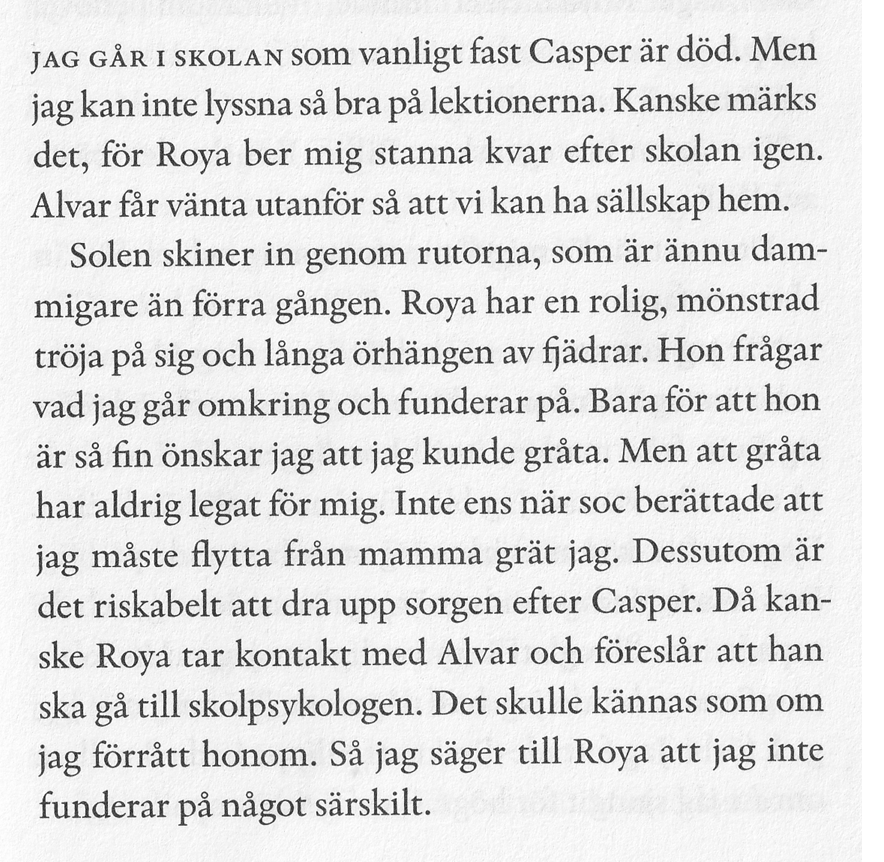 JAG GÅR I SKOLAN som vanligt fast Casper är död. Men
jag kan inte lyssna så bra på lektionerna. Kanske märks
det, för Roya ber mig stanna kvar efter skolan igen.
Alvar får vänta utanför så att vi kan ha sällskap hem.
Solen skiner in genom rutorna, som är ännu dam-
migare än förra gången. Roya har en rolig, mönstrad
tröja på sig och långa örhängen av fjädrar. Hon frågar
vad jag går omkring och funderar på. Bara för att hon
är så fin önskar jag att jag kunde gråta. Men att gråta
har aldrig legat för mig. Inte ens när soc berättade att
jag måste flytta från mamma grät jag. Dessutom är
det riskabelt att dra upp sorgen efter Casper. Då kan-
ske Roya tar kontakt med Alvar och föreslår att han
ska gå till skolpsykologen. Det skulle kännas som om
jag förrått honom. Så jag säger till Roya att jag inte
funderar på något särskilt.